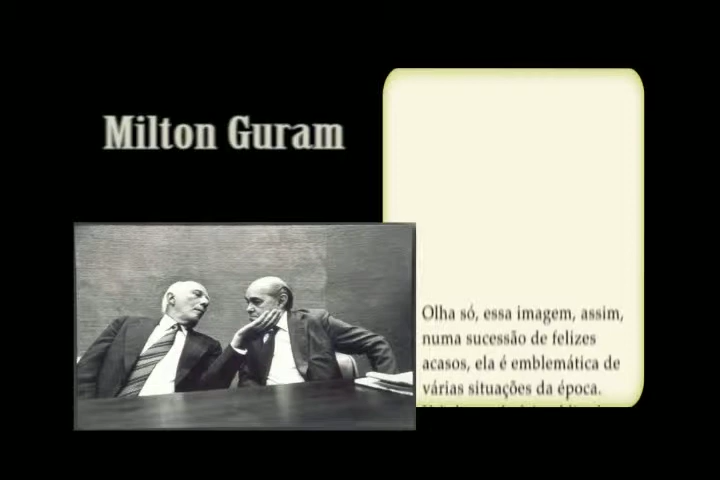 Milton Guram
Olha só, essa imagem, assim,
numa sucessão de felizes
acasos, ela é emblemática de
várias situações da época.